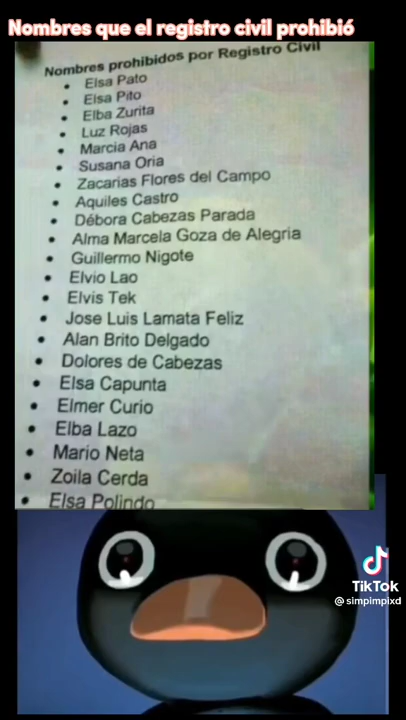 Nombres que el registro civil prohibió
Nombres prohibidos por Registro Civil
• Elsa Pato
• Elsa Pito
• Elba Zurita
• Luz Rojas
• Marcia Ana
• Susana Oria
• Zacarias Flores del Campo
• Aquiles Castro
• Débora Cabezas Parada
• Alma Marcela Goza de Alegria
• Guillermo Nigote
• Elvio Lao
• Elvis Tek
• Jose Luis Lamata Feliz
• Alan Brito Delgado
• Dolores de Cabezas
• Elsa Capunta
• Elmer Curio
• Elba Lazo
• Mario Neta
• Zoila Cerda
• Elsa Polindo
TikTok
@simpimpixd